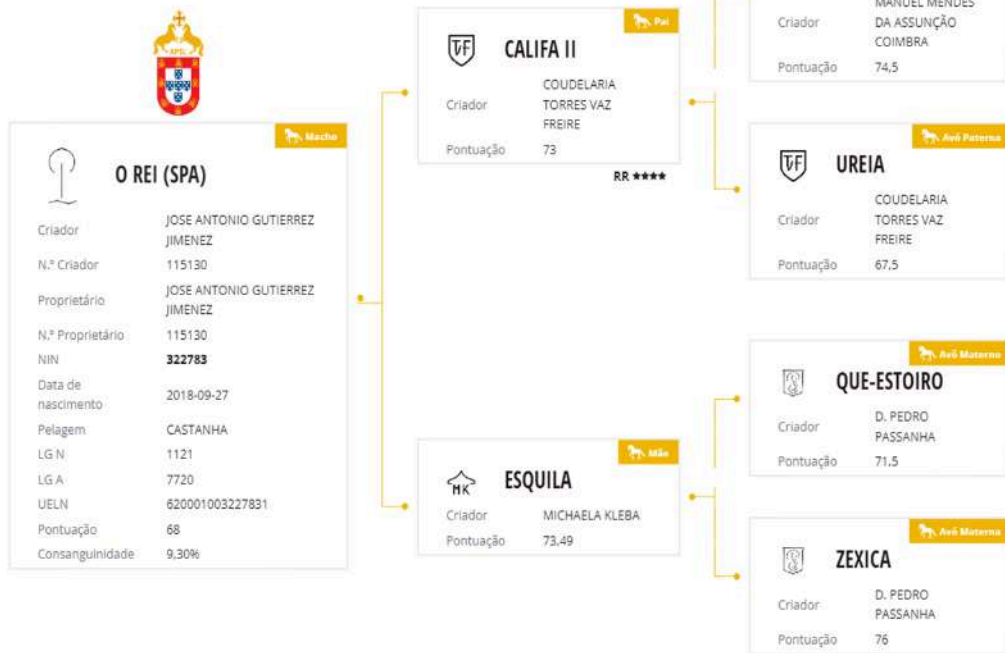 APSL
Macho
O REI (SPA)
Criador JOSE ANTONIO GUTIERREZ
JIMENEZ
N.º Criador 115130
Proprietário JOSE ANTONIO GUTIERREZ
JIMENEZ
N.º Proprietário 115130
NIN 322783
Data de
nascimento 2018-09-27
Pelagem CASTANHA
LG N 1121
LG A 7720
UELN 620001003227831
Pontuação 68
Consanguinidade 9,30%
Pai
VF
CALIFA II
COUDELARIA
Criador TORRES VAZ
FREIRE
Pontuação 73
RR ★★★★
Mãe
MK
ESQUILA
Criador MICHAELA KLEBA
Pontuação 73,49
MANUEL MENDES
Criador DA ASSUNÇÃO
COIMBRA
Pontuação 74,5
Avó Paterna
VF
UREIA
COUDELARIA
Criador TORRES VAZ
FREIRE
Pontuação 67,5
Avô Materno
QUE-ESTOIRO
Criador D. PEDRO
PASSANHA
Pontuação 71,5
Avó Materna
ZEXICA
Criador D. PEDRO
PASSANHA
Pontuação 76